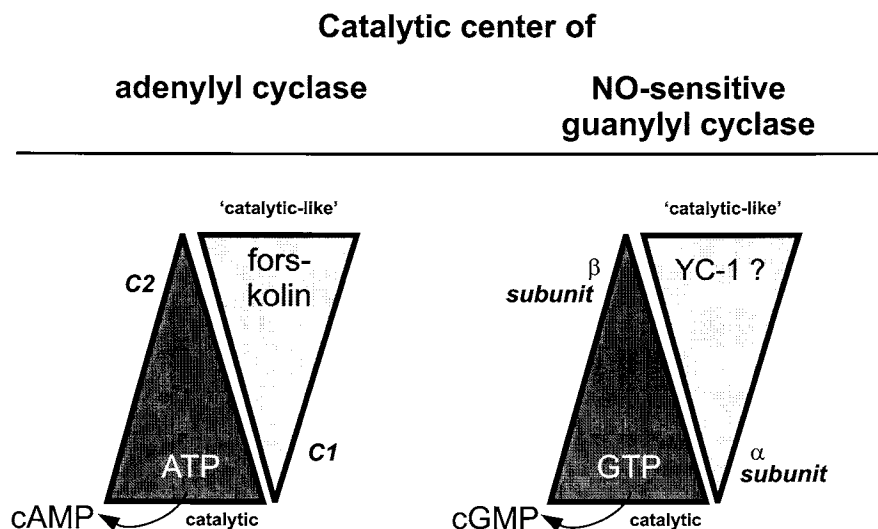 Catalytic center of
adenylyl cyclase
NO-sensitive
guanylyl cyclase
'catalytic-like'
fors-
kolin
C2
C1
ATP
cAMP
catalytic
'catalytic-like'
YC-1 ?
β
subunit
α
subunit
GTP
cGMP
catalytic